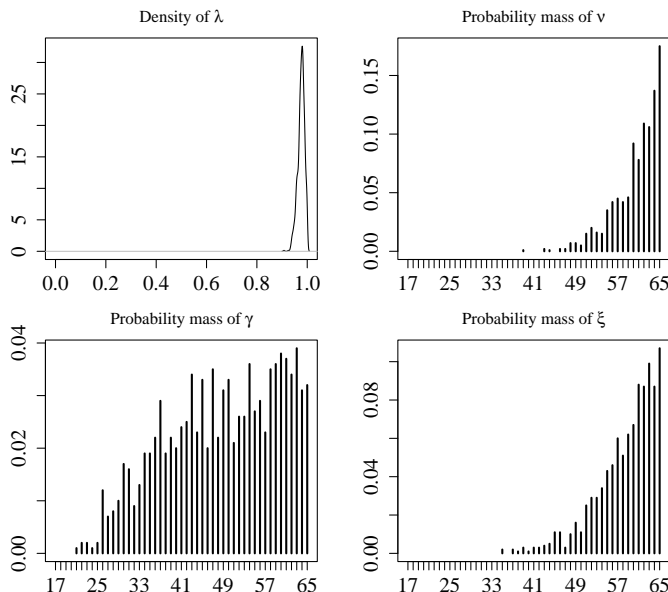 Density of λ
0 5 15 25
0.0 0.2 0.4 0.6 0.8 1.0
Probability mass of ν
0.00 0.05 0.10 0.15
17 25 33 41 49 57 65
Probability mass of γ
0.00 0.02 0.04
17 25 33 41 49 57 65
Probability mass of ξ
0.00 0.04 0.08
17 25 33 41 49 57 65